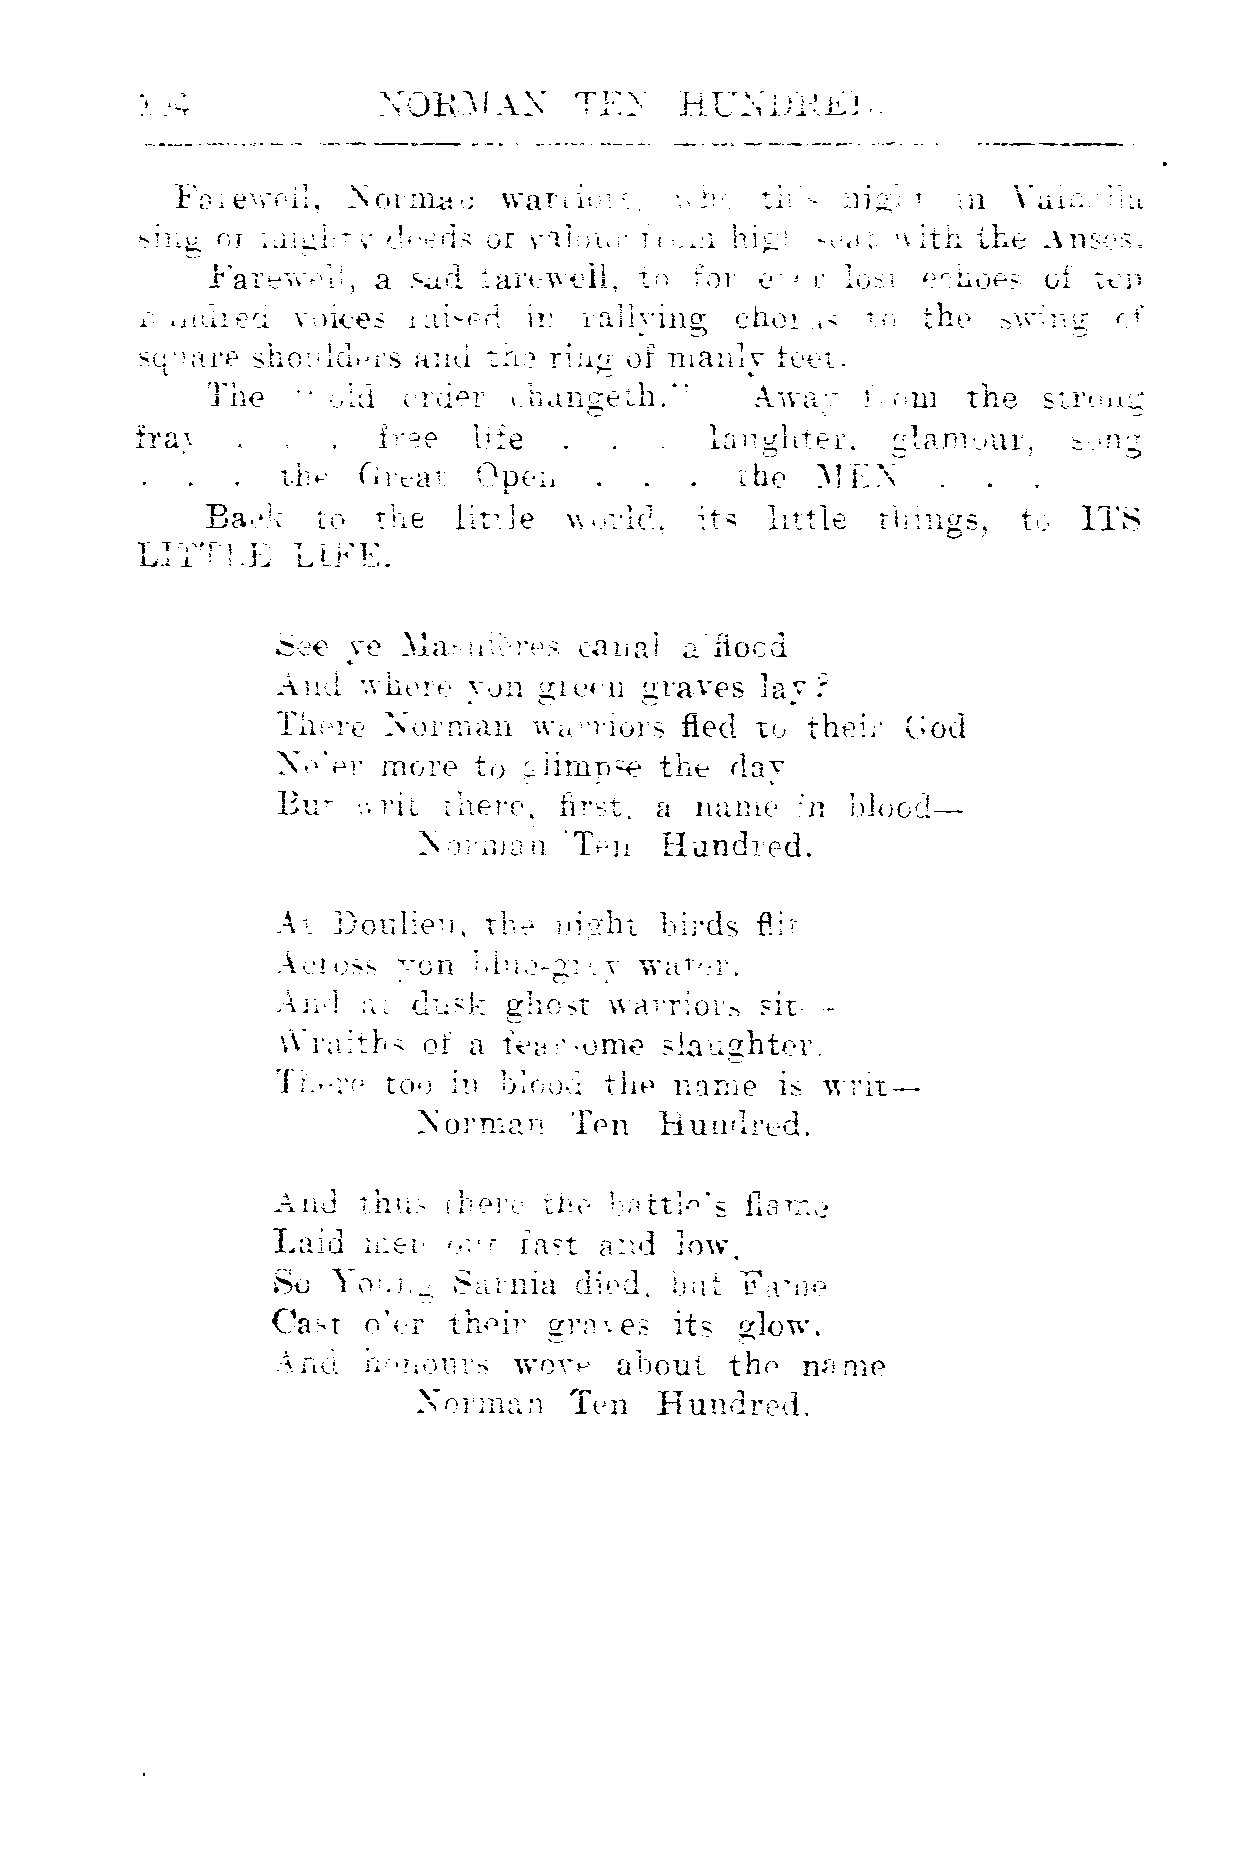 NORMAN TEN HUNDRED.
Farewell, Norman warriors, who this night in Valhalla
sing of mighty deeds of valour from high seat with the Anses.
Farewell, a sad farewell, to for ever lost echoes of ten
hundred voices raised in rallying chorus to the swing of
square shoulders and the ring of manly feet.
The "old order changeth." Away from the strong
fray . . . free life . . . laughter, glamour, song
. . . the Great Open . . . the MEN . . .
Back to the little world, its little things, to ITS
LITTLE LIFE.
See ye Masnières canal a'flood
And where yon green graves lay?
There Norman warriors fled to their God
Ne'er more to glimpse the day
But writ there, first, a name in blood—
Norman Ten Hundred.
At Doulieu, the night birds flit
Across yon blue-grey water,
And at dusk ghost warriors sit—
Wraiths of a fearsome slaughter.
There too in blood the name is writ—
Norman Ten Hundred.
And thus there the battle's flame
Laid men out fast and low,
So Young Sarnia died, but Fame
Cast o'er their graves its glow.
And honours wove about the name
Norman Ten Hundred.